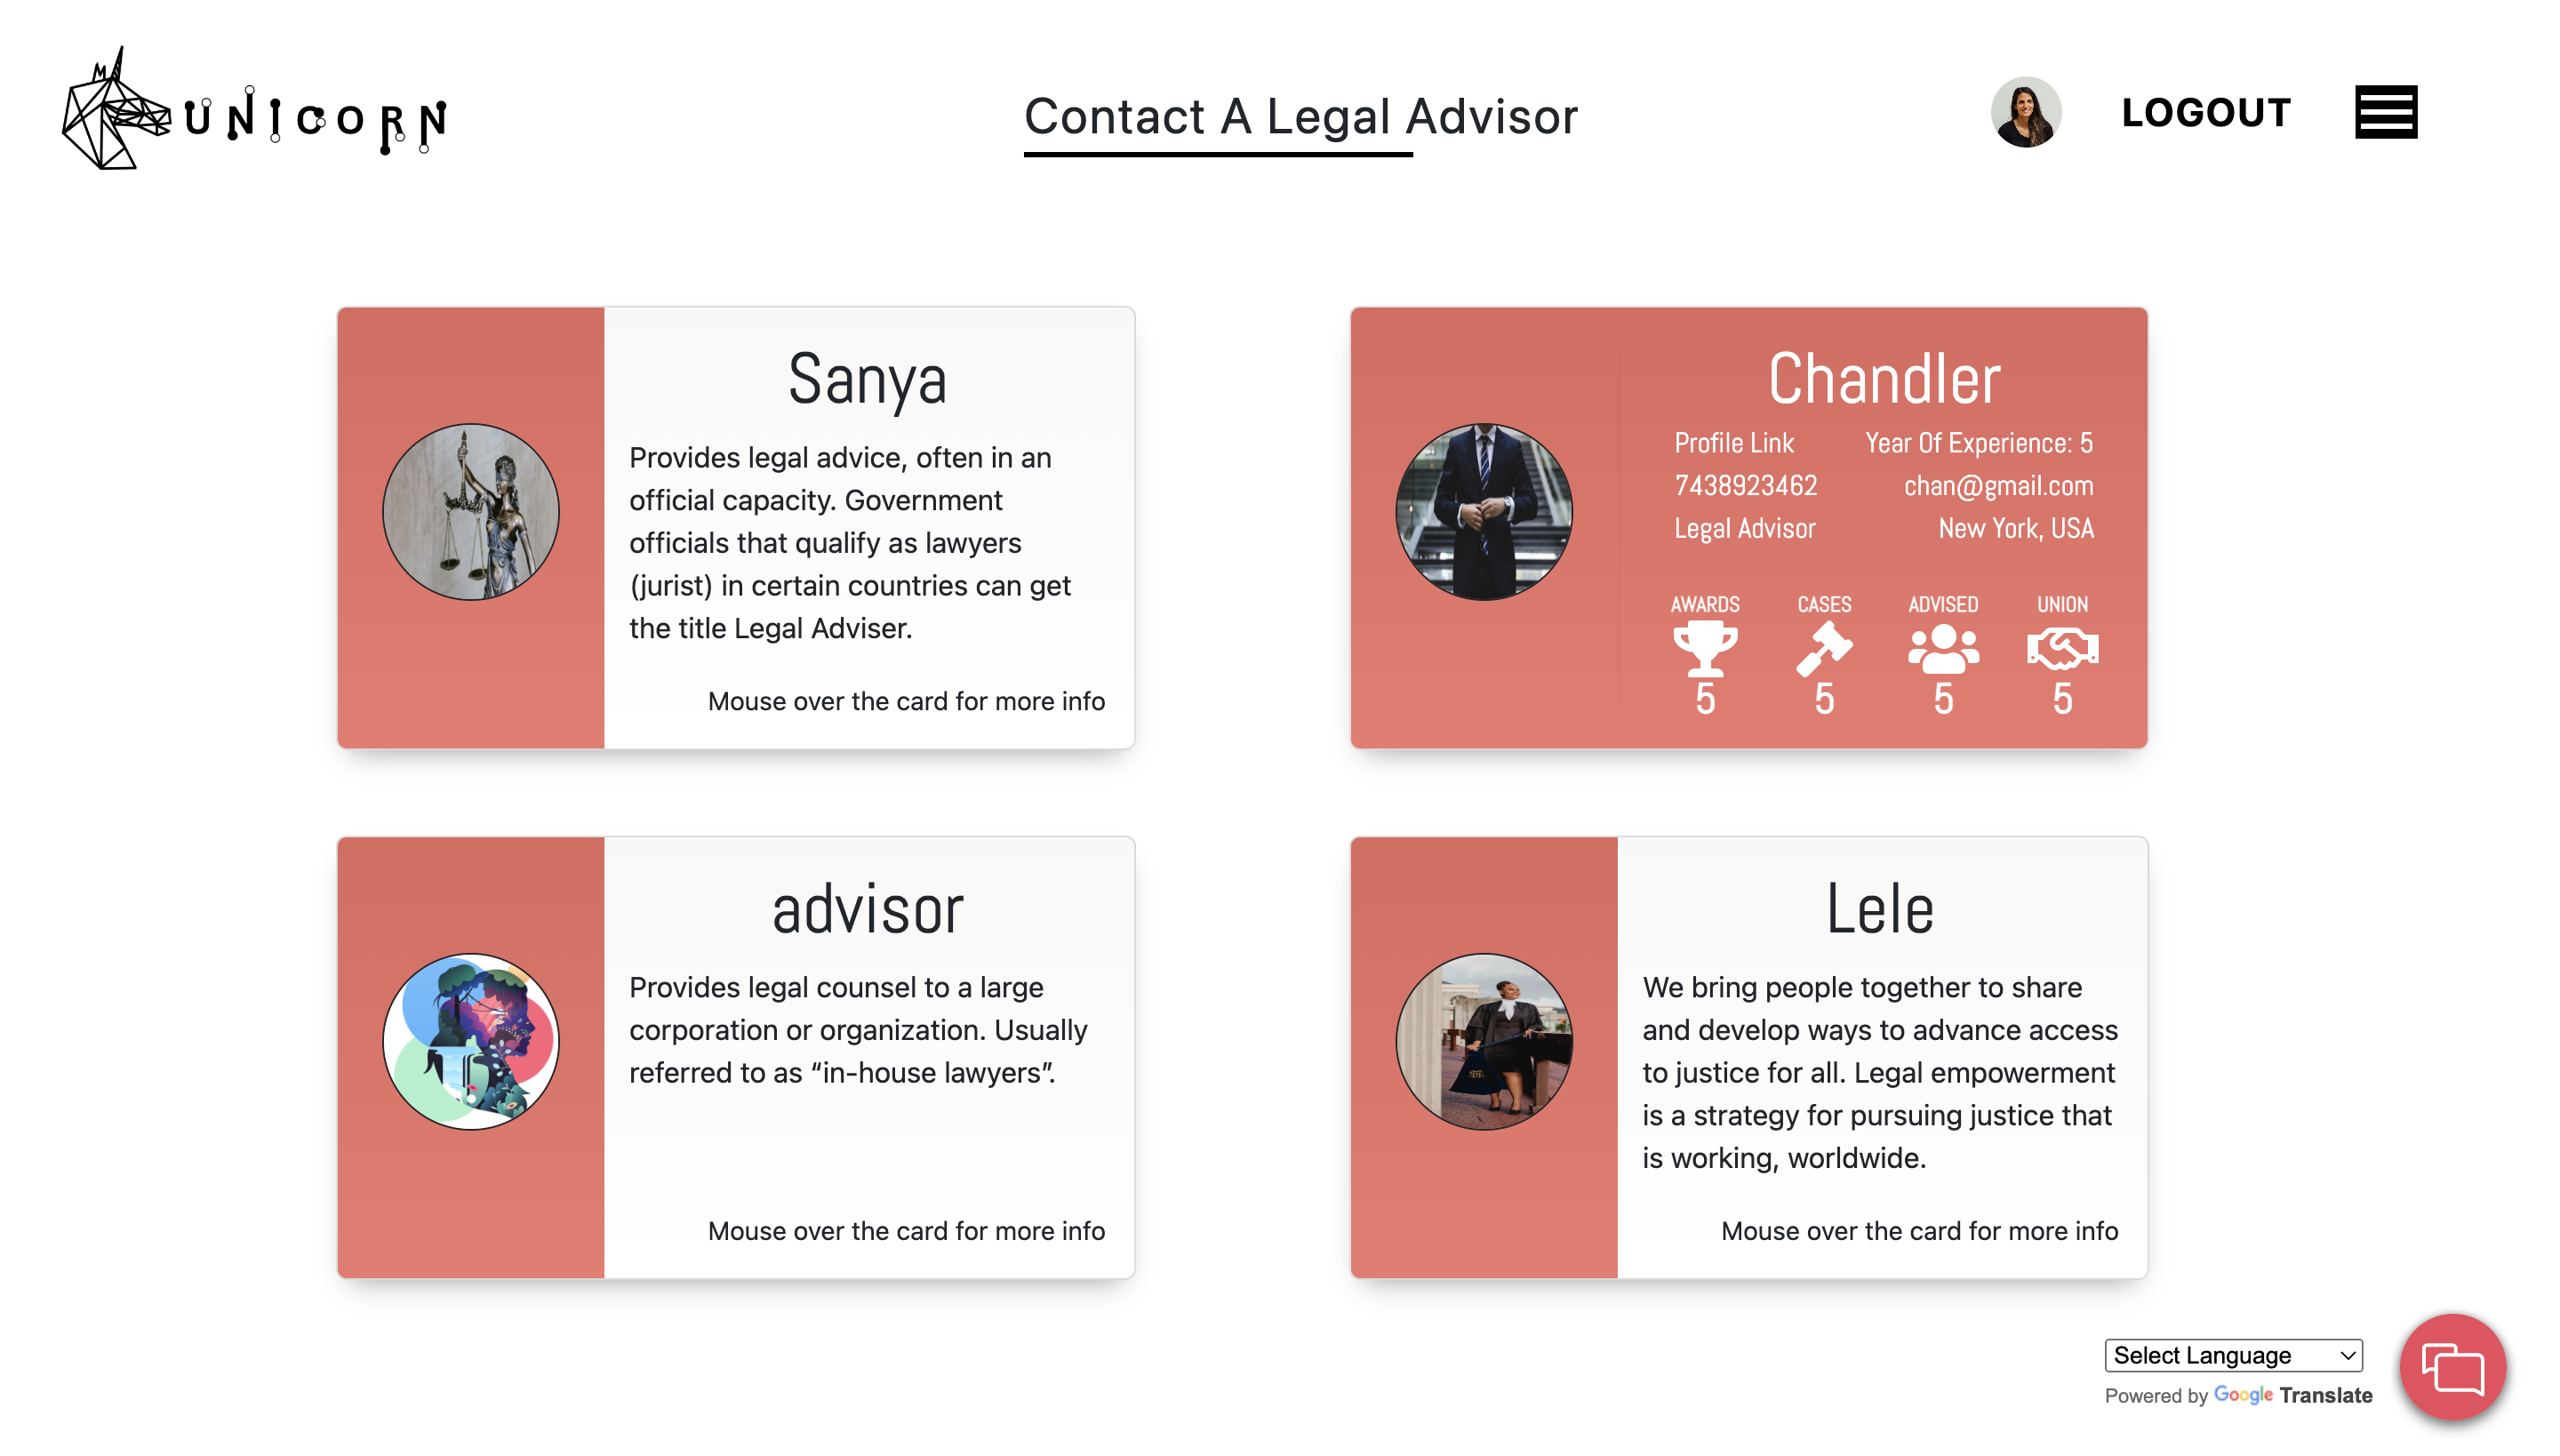 UNICORN
Contact A Legal Advisor
LOGOUT
Sanya
Provides legal advice, often in an
official capacity. Government
officials that qualify as lawyers
(jurist) in certain countries can get
the title Legal Adviser.
Mouse over the card for more info
Chandler
Profile Link Year Of Experience: 5
7438923462 chan@gmail.com
Legal Advisor New York, USA
AWARDS CASES ADVISED UNION
5 5 5 5
advisor
Provides legal counsel to a large
corporation or organization. Usually
referred to as “in-house lawyers”.
Mouse over the card for more info
Lele
We bring people together to share
and develop ways to advance access
to justice for all. Legal empowerment
is a strategy for pursuing justice that
is working, worldwide.
Mouse over the card for more info
Select Language
Powered by Google Translate